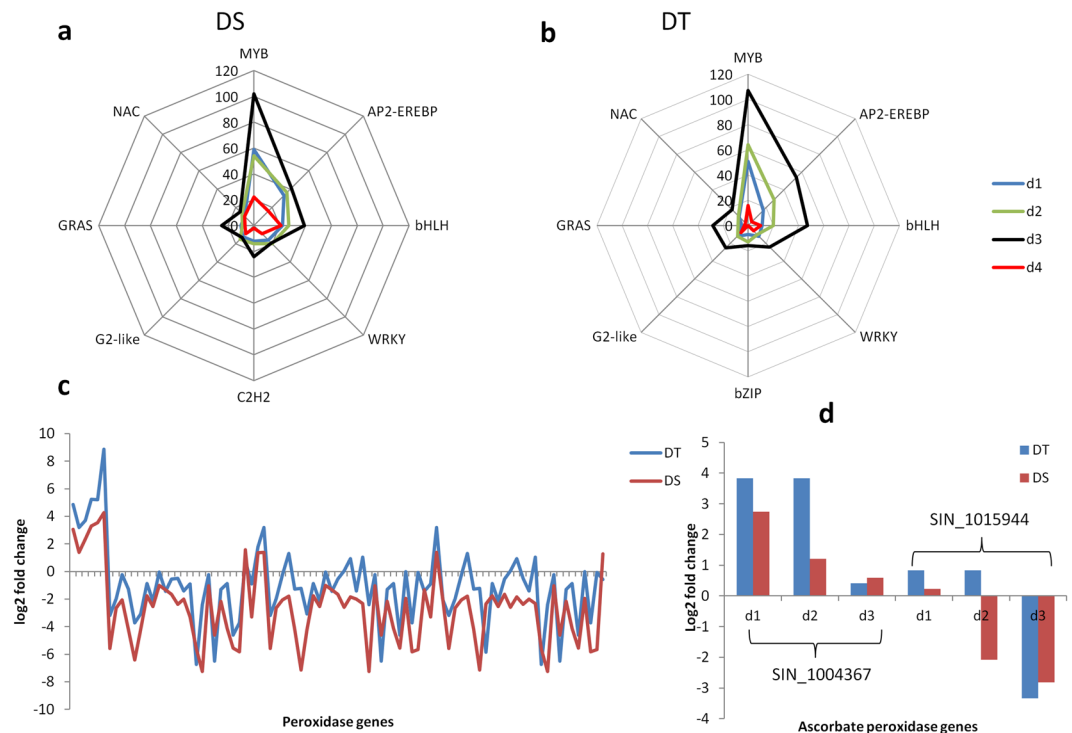 a
DS
MYB
120
100
80
60
40
20
0
NAC
AP2-EREBP
GRAS
bHLH
G2-like
WRKY
C2H2
b
DT
MYB
120
100
80
60
40
20
0
NAC
AP2-EREBP
GRAS
bHLH
G2-like
WRKY
bZIP
d1
d2
d3
d4
c
10
8
6
4
2
0
-2
-4
-6
-8
-10
log2 fold change
Peroxidase genes
DT
DS
d
5
4
3
2
1
0
-1
-2
-3
-4
Log2 fold change
DT
DS
SIN_1015944
d1 d2 d3 d1 d2 d3
SIN_1004367
Ascorbate peroxidase genes